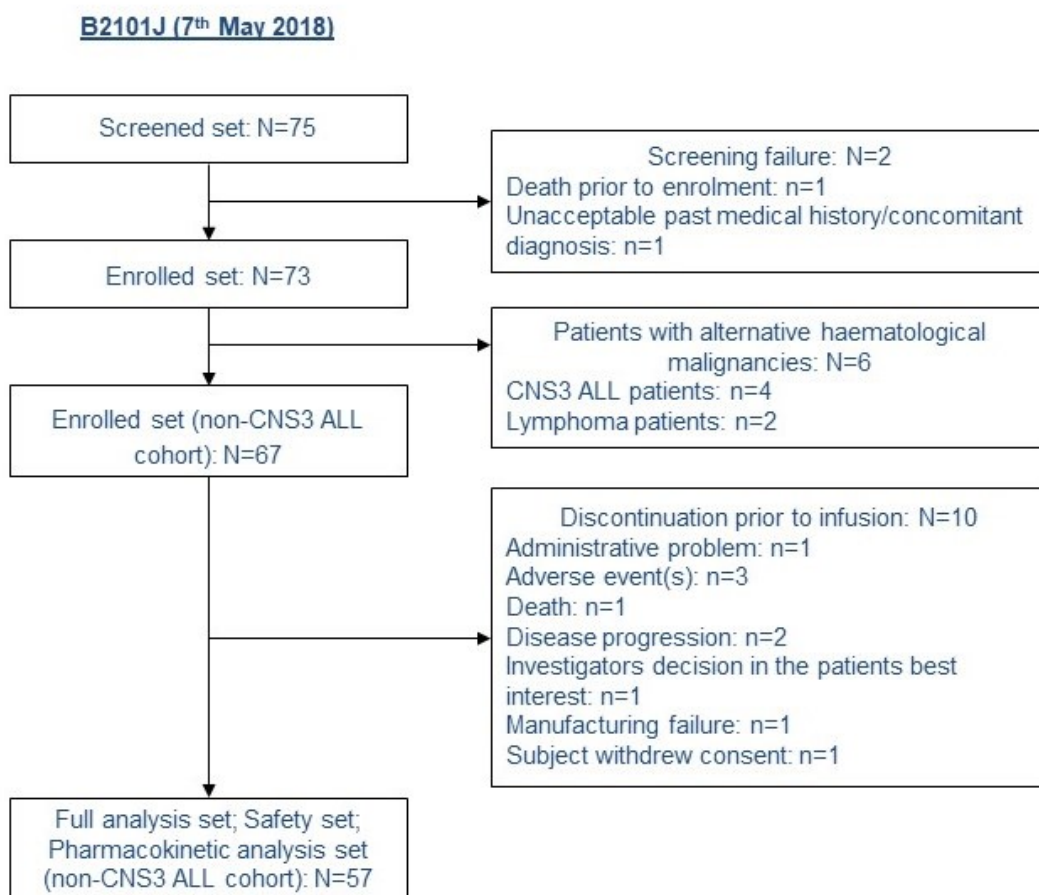 B2101J (7th May 2018)
Screened set: N=75
Screening failure: N=2
Death prior to enrolment: n=1
Unacceptable past medical history/concomitant
diagnosis: n=1
Enrolled set: N=73
Patients with alternative haematological
malignancies: N=6
CNS3 ALL patients: n=4
Lymphoma patients: n=2
Enrolled set (non-CNS3 ALL
cohort): N=67
Discontinuation prior to infusion: N=10
Administrative problem: n=1
Adverse event(s): n=3
Death: n=1
Disease progression: n=2
Investigators decision in the patients best
interest: n=1
Manufacturing failure: n=1
Subject withdrew consent: n=1
Full analysis set; Safety set;
Pharmacokinetic analysis set
(non-CNS3 ALL cohort): N=57